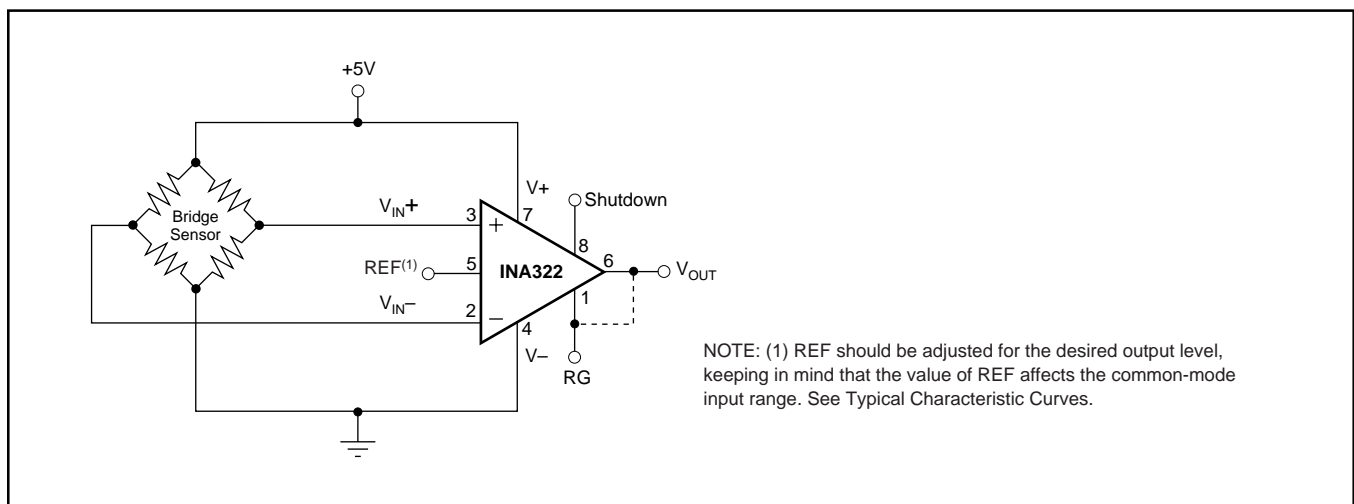 +5V
Bridge
Sensor
V+
7
Shutdown
8
VIN+
3
+
REF(1)
5
INA322
6
VOUT
VIN–
2
–
1
4
V–
RG
NOTE: (1) REF should be adjusted for the desired output level,
keeping in mind that the value of REF affects the common-mode
input range. See Typical Characteristic Curves.